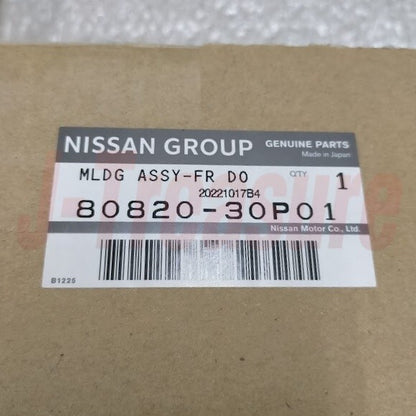 NISSAN GROUP
GENUINE PARTS
Made in Japan
MLDG ASSY-FR DO
QTY
1
20221017B4
80820-30P01
Nissan Motor Co., Ltd.
B1225
J-Treasure